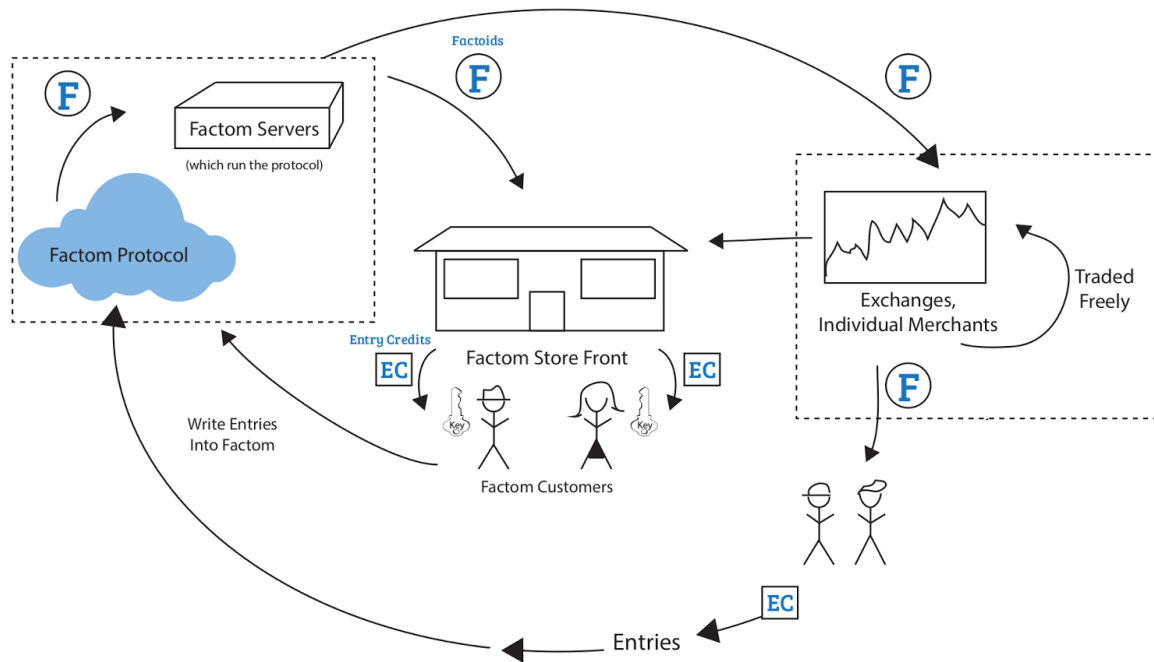 Factoids
F
F
F
Factom Servers
(which run the protocol)
Factom Protocol
Traded
Freely
Exchanges,
Individual Merchants
Entry Credits
Factom Store Front
EC
EC
F
Key
Key
Write Entries
Into Factom
Factom Customers
EC
Entries